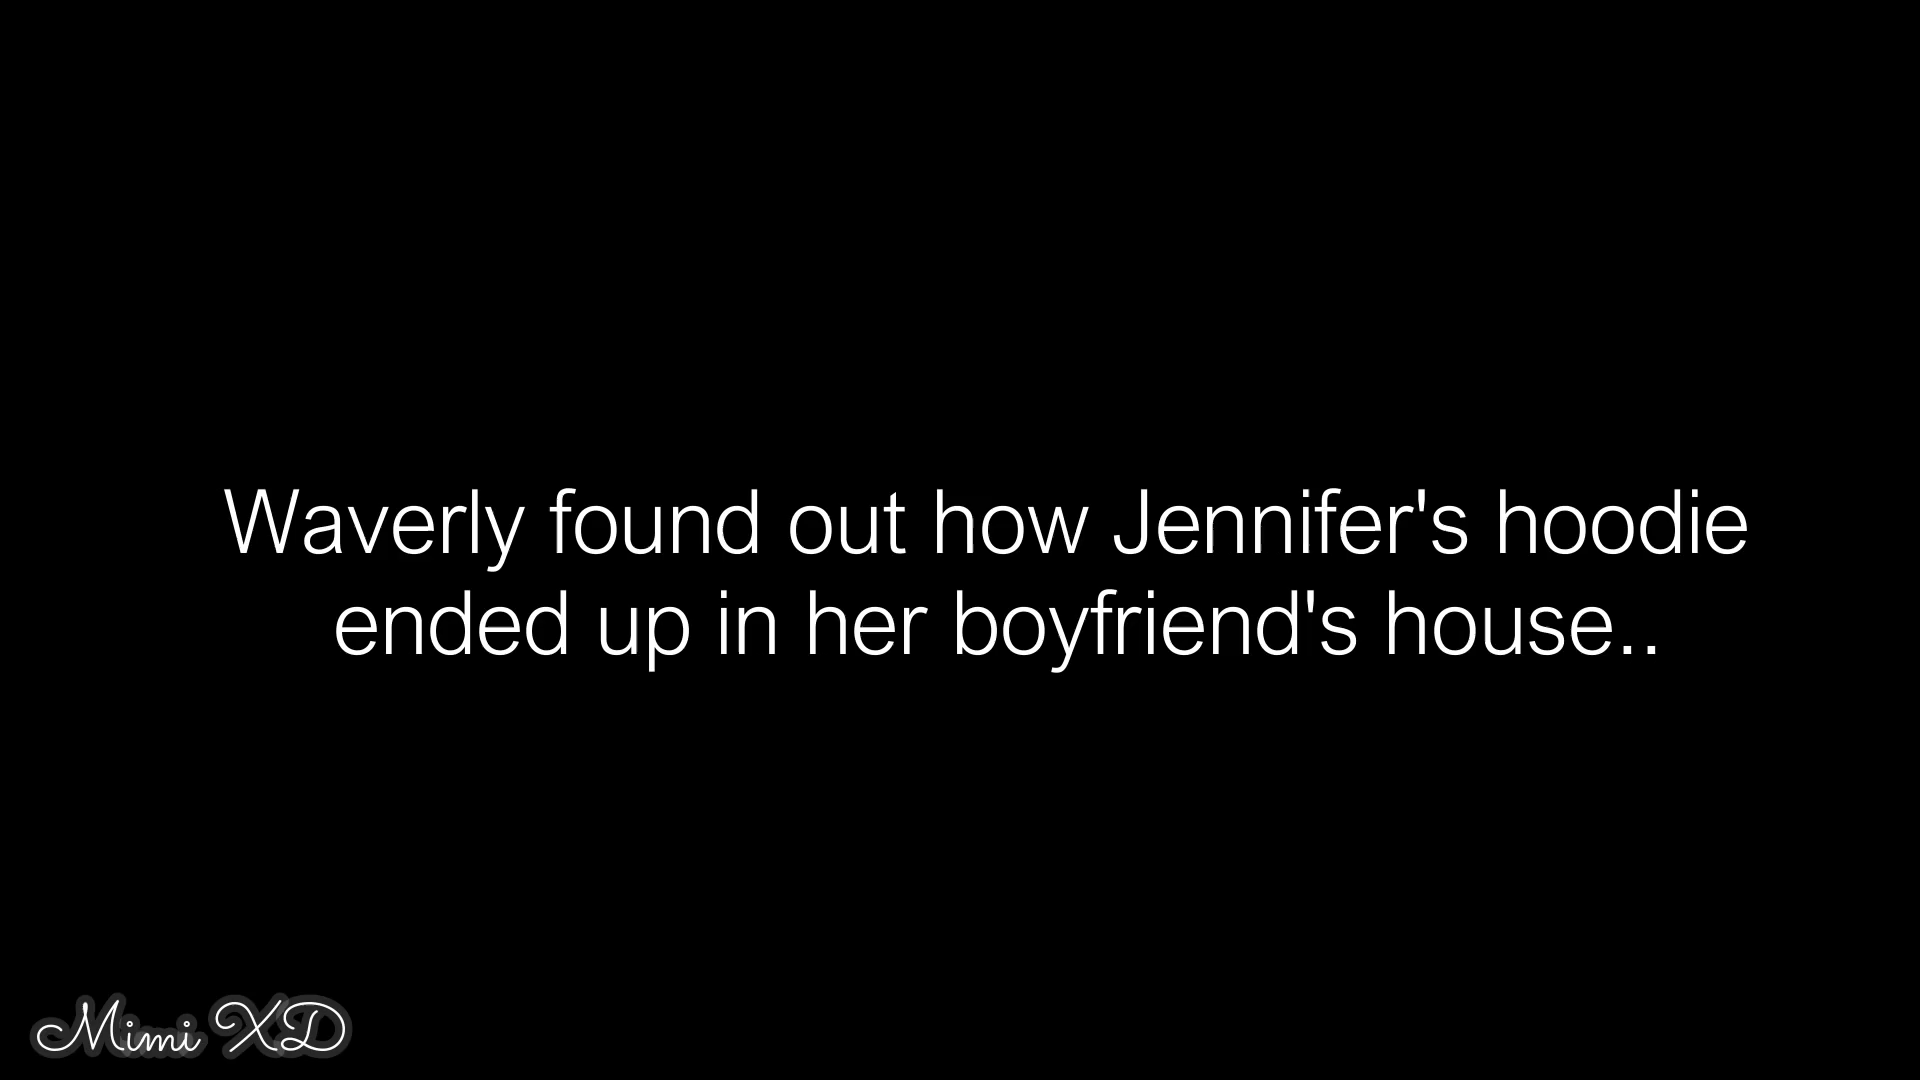 Waverly found out how Jennifer's hoodie
ended up in her boyfriend's house..
Mimi XD